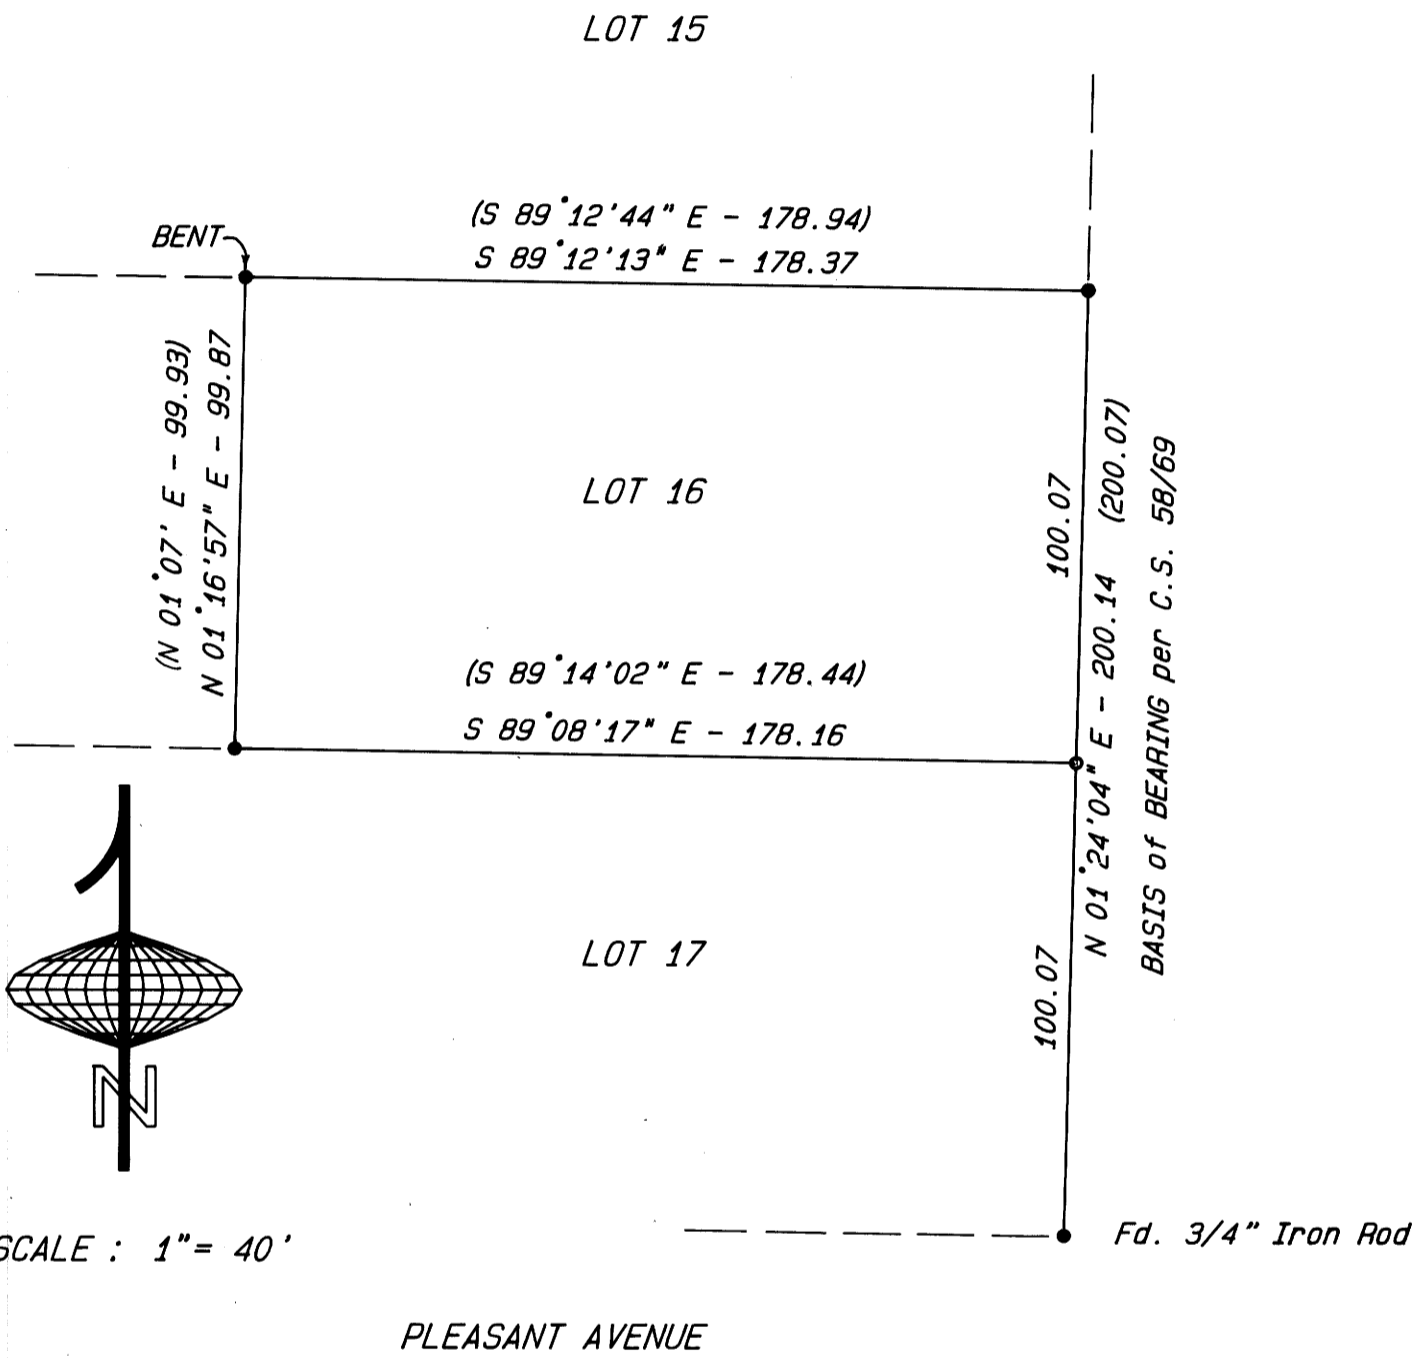 LOT 15
(S 89°12'44" E - 178.94)
BENT
S 89°12'13" E - 178.37
(N 01°07' E - 99.93)
N 01°16'57" E - 99.87
LOT 16
100.07
(200.07)
N 01°24'04" E - 200.14
BASIS of BEARING per C.S. 58/69
(S 89°14'02" E - 178.44)
S 89°08'17" E - 178.16
LOT 17
100.07
N
SCALE : 1"= 40'
Fd. 3/4" Iron Rod
PLEASANT AVENUE